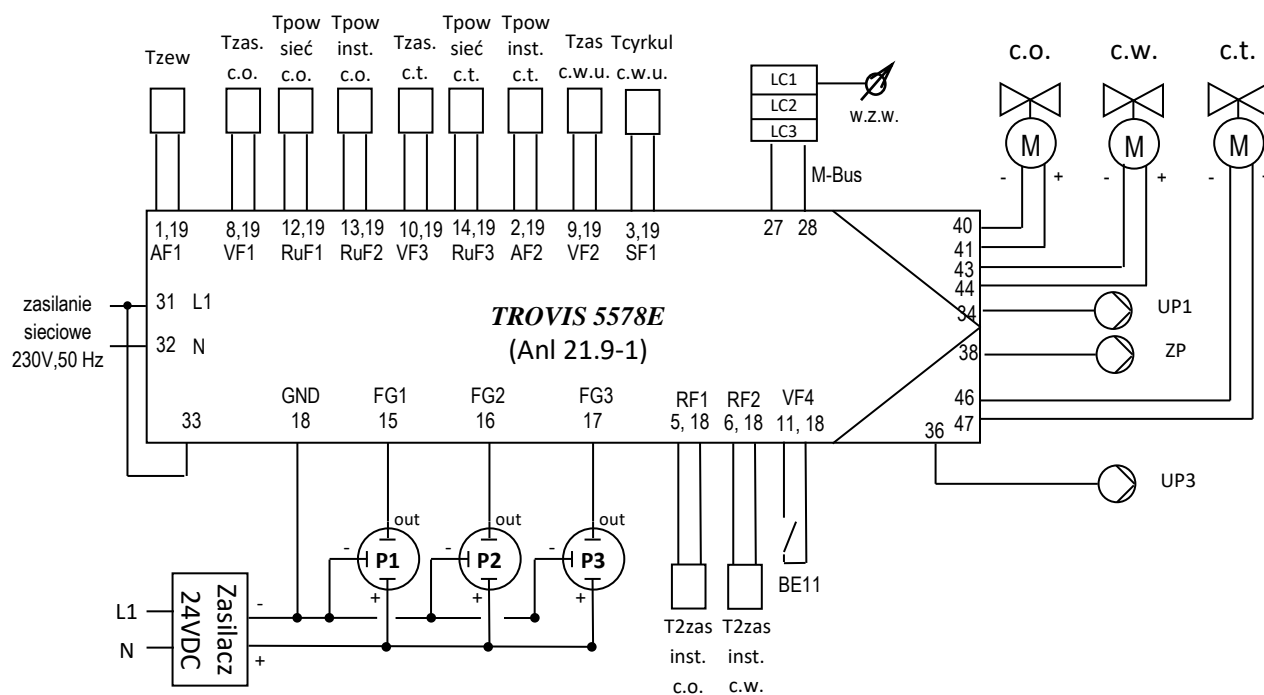 Tzew
Tzas. c.o.
Tpow sieć c.o.
Tpow inst. c.o.
Tzas. c.t.
Tpow sieć c.t.
Tpow inst. c.t.
Tzas c.w.u.
Tcyrkul c.w.u.
LC1
LC2
LC3
w.z.w.
M-Bus
c.o.
c.w.
c.t.
M
M
M
- +
- +
- +
1,19
8,19
12,19
13,19
10,19
14,19
2,19
9,19
3,19
27
28
AF1
VF1
RuF1
RuF2
VF3
RuF3
AF2
VF2
SF1
40
41
43
44
34
38
46
47
36
UP1
ZP
UP3
zasilanie
sieciowe
230V,50 Hz
31 L1
32 N
33
TROVIS 5578E
(Anl 21.9-1)
GND
18
FG1
15
FG2
16
FG3
17
RF1
5, 18
RF2
6, 18
VF4
11, 18
out
out
out
- P1 +
- P2 +
- P3 +
BE11
L1
N
Zasilacz
24VDC
-
+
T2zas
inst.
c.o.
T2zas
inst.
c.w.